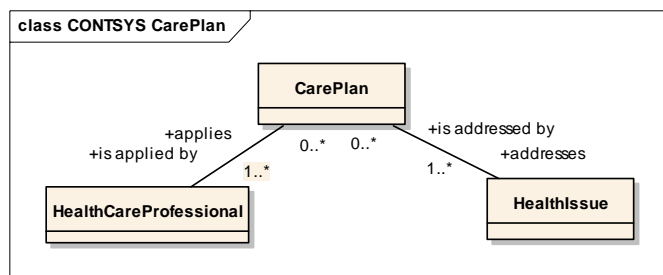 class CONTSYS CarePlan
CarePlan
+applies
+is applied by
0..*
0..*
+is addressed by
+addresses
1..*
1..*
HealthCareProfessional
HealthIssue